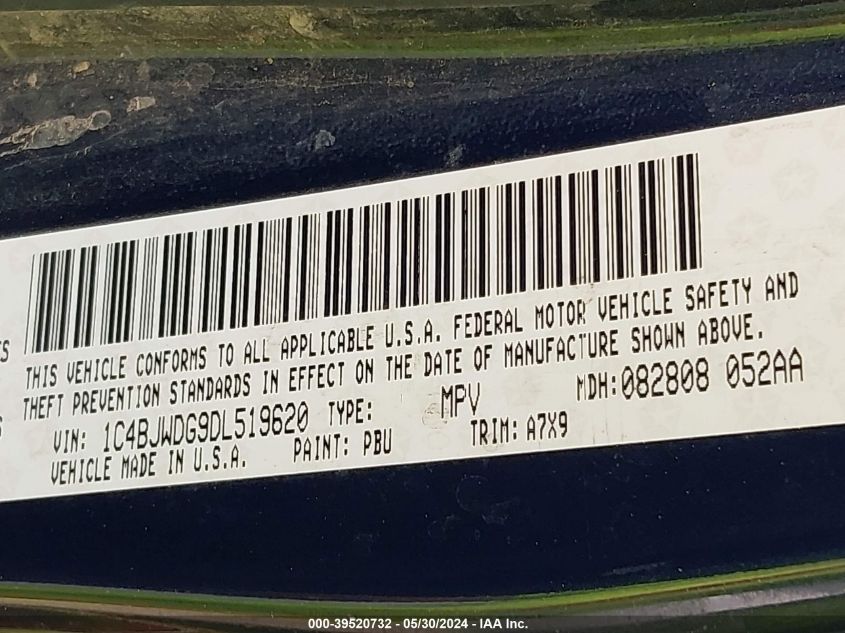 THIS VEHICLE CONFORMS TO ALL APPLICABLE U.S.A. FEDERAL MOTOR VEHICLE SAFETY AND
THEFT PREVENTION STANDARDS IN EFFECT ON THE DATE OF MANUFACTURE SHOWN ABOVE.
VIN: 1C4BJWDG9DL519620 TYPE: MPV MDH:082808 052AA
VEHICLE MADE IN U.S.A. PAINT: PBU TRIM: A7X9
000-39520732 - 05/30/2024 - IAA Inc.